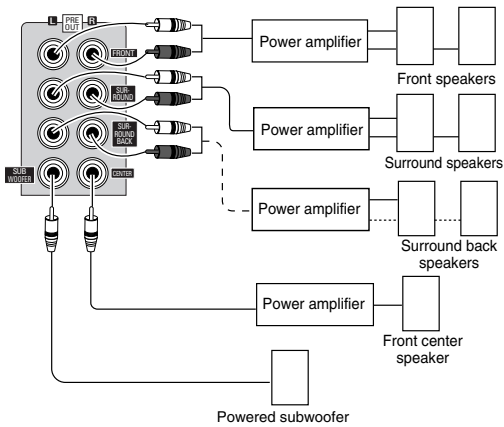 L PRE OUT R
FRONT
SUR-
ROUND
SUR-
ROUND
BACK
SUB
WOOFER
CENTER
Power amplifier
Front speakers
Power amplifier
Surround speakers
Power amplifier
Surround back
speakers
Power amplifier
Front center
speaker
Powered subwoofer